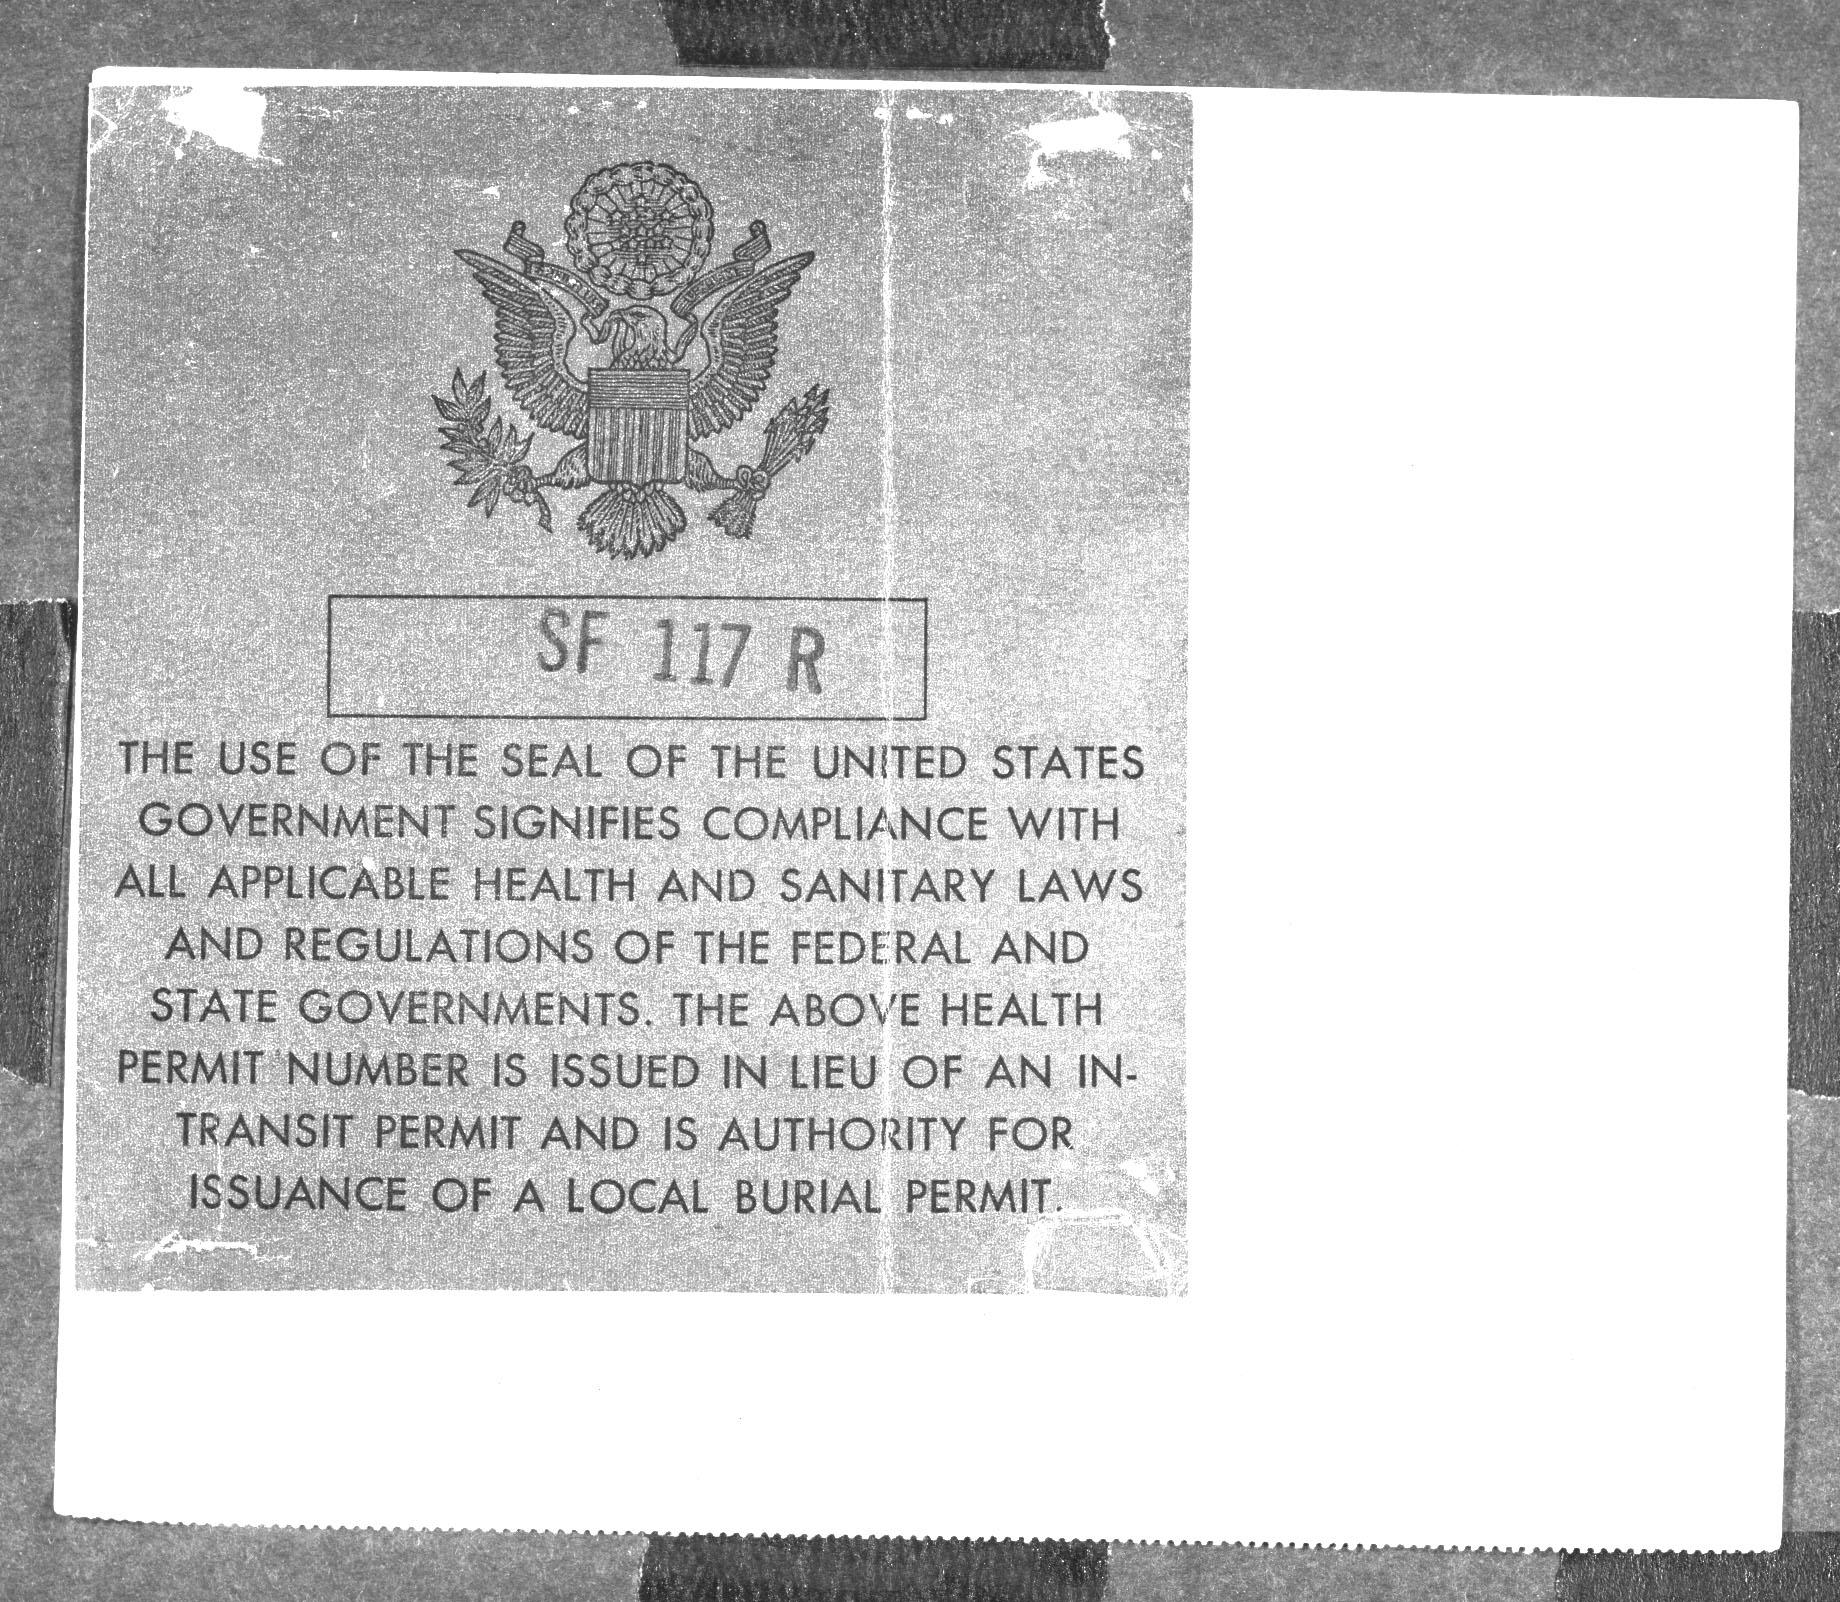 SF 117 R
THE USE OF THE SEAL OF THE UNITED STATES
GOVERNMENT SIGNIFIES COMPLIANCE WITH
ALL APPLICABLE HEALTH AND SANITARY LAWS
AND REGULATIONS OF THE FEDERAL AND
STATE GOVERNMENTS. THE ABOVE HEALTH
PERMIT NUMBER IS ISSUED IN LIEU OF AN IN-
TRANSIT PERMIT AND IS AUTHORITY FOR
ISSUANCE OF A LOCAL BURIAL PERMIT.